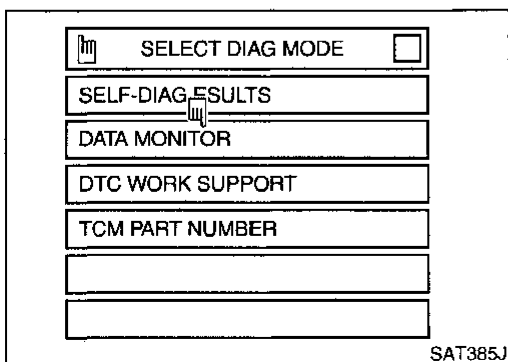 SELECT DIAG MODE
SELF-DIAG ESULTS
DATA MONITOR
DTC WORK SUPPORT
TCM PART NUMBER
SAT385J